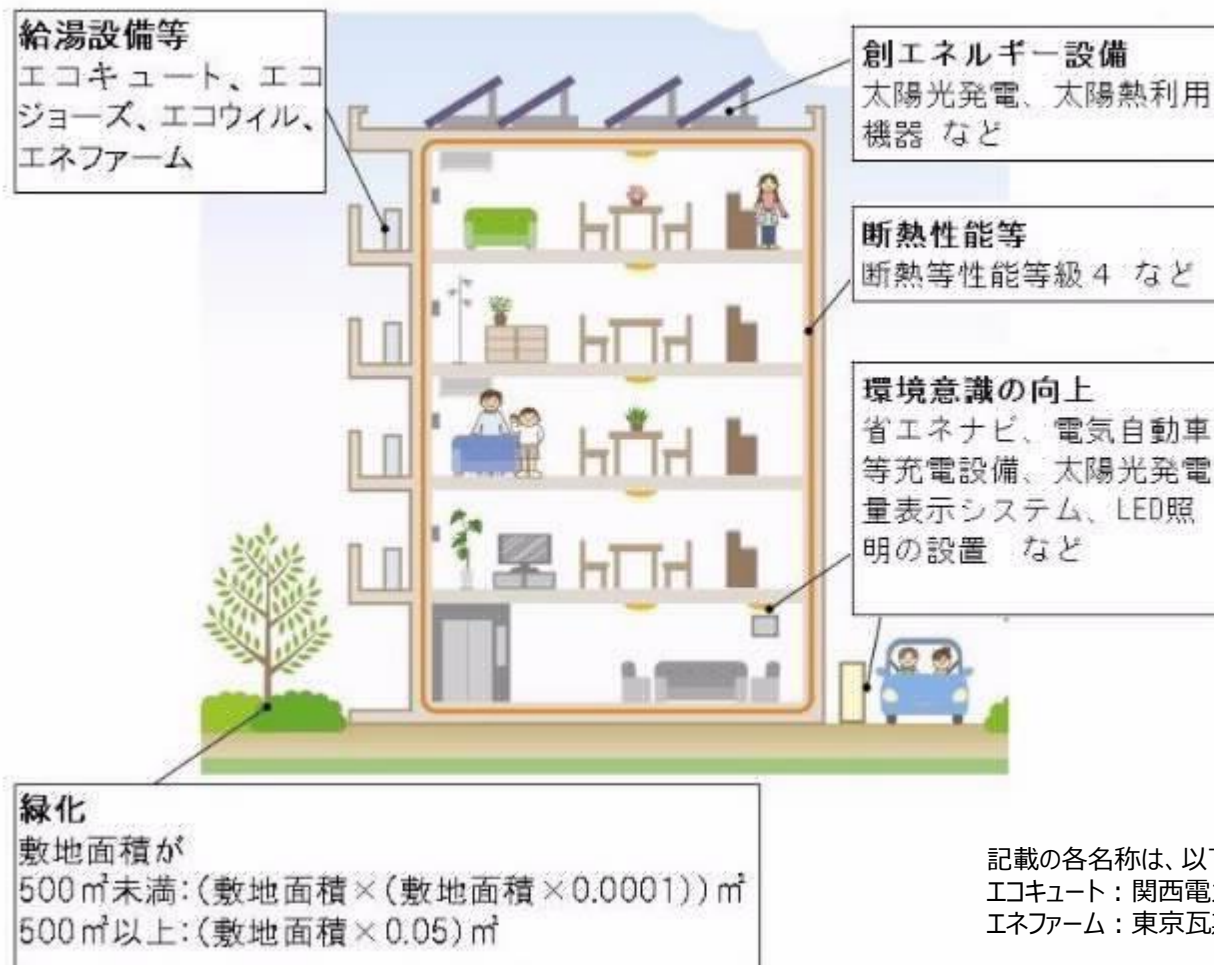 給湯設備等
エコキュート、エコ
ジョーズ、エコウィル、
エネファーム
創エネルギー設備
太陽光発電、太陽熱利用
機器 など
断熱性能等
断熱等性能等級4 など
環境意識の向上
省エネナビ、電気自動車
等充電設備、太陽光発電
量表示システム、LED照
明の設置 など
緑化
敷地面積が
500㎡未満:(敷地面積×(敷地面積×0.0001))㎡
500㎡以上:(敷地面積×0.05)㎡
記載の各名称は、以
エコキュート:関西電
エネファーム:東京瓦